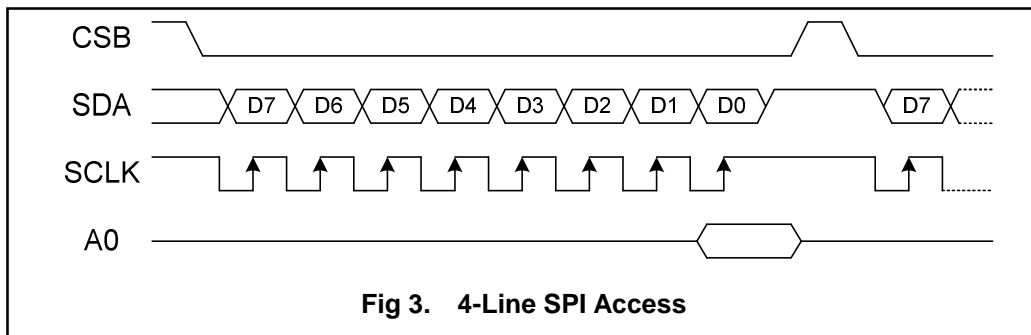 CSB
SDA D7 D6 D5 D4 D3 D2 D1 D0 D7
SCLK
A0
Fig 3. 4-Line SPI Access